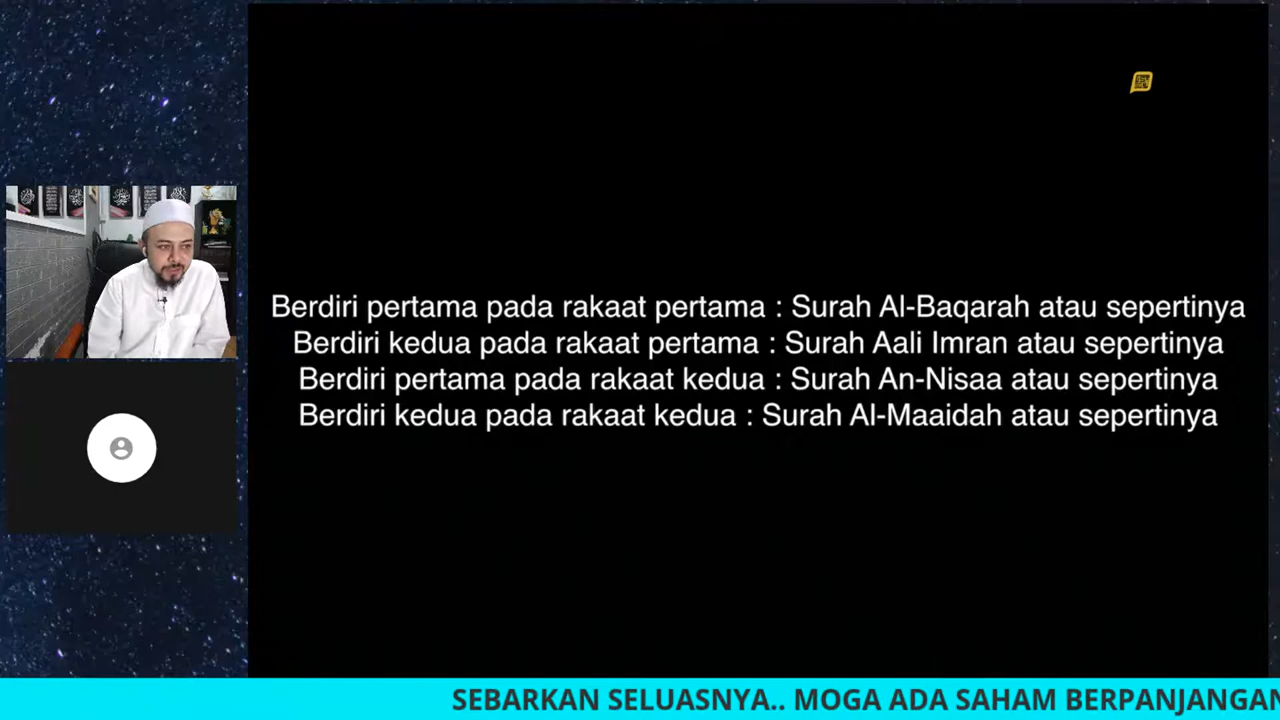 Berdiri pertama pada rakaat pertama : Surah Al-Baqarah atau sepertinya
Berdiri kedua pada rakaat pertama : Surah Aali Imran atau sepertinya
Berdiri pertama pada rakaat kedua : Surah An-Nisaa atau sepertinya
Berdiri kedua pada rakaat kedua : Surah Al-Maaidah atau sepertinya
SEBARKAN SELUASNYA.. MOGA ADA SAHAM BERPANJANGAN